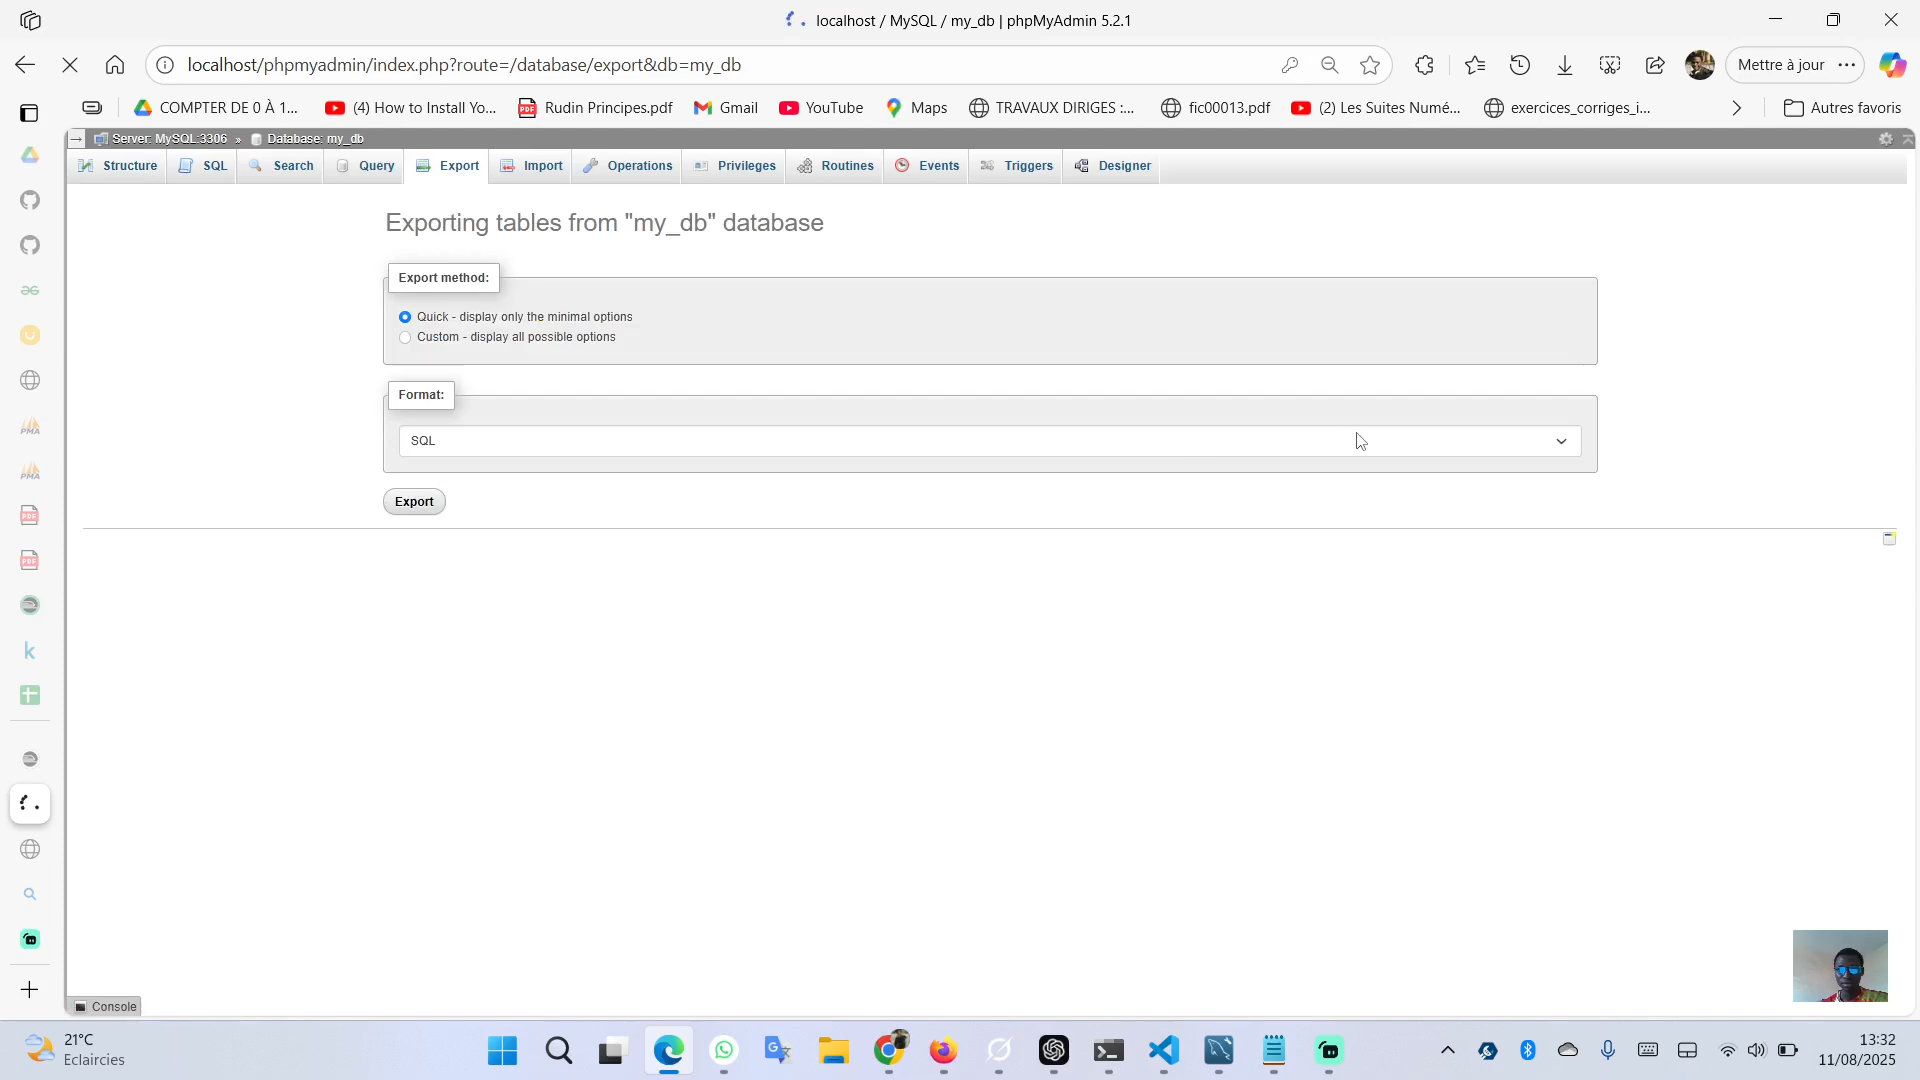 localhost / MySQL / my_db | phpMyAdmin 5.2.1
localhost/phpmyadmin/index.php?route=/database/export&db=my_db
Mettre à jour
COMPTER DE 0 À 1...
(4) How to Install Yo...
Rudin Principes.pdf
Gmail
YouTube
Maps
TRAVAUX DIRIGES :...
fic00013.pdf
(2) Les Suites Numé...
exercices_corriges_i...
Autres favoris
Server: MySQL:3306 » Database: my_db
Structure
SQL
Search
Query
Export
Import
Operations
Privileges
Routines
Events
Triggers
Designer
Exporting tables from "my_db" database
Export method:
Quick - display only the minimal options
Custom - display all possible options
Format:
SQL
Export
PMA
PMA
PDF
PDF
k
Console
21°C
Eclaircies
13:32
11/08/2025